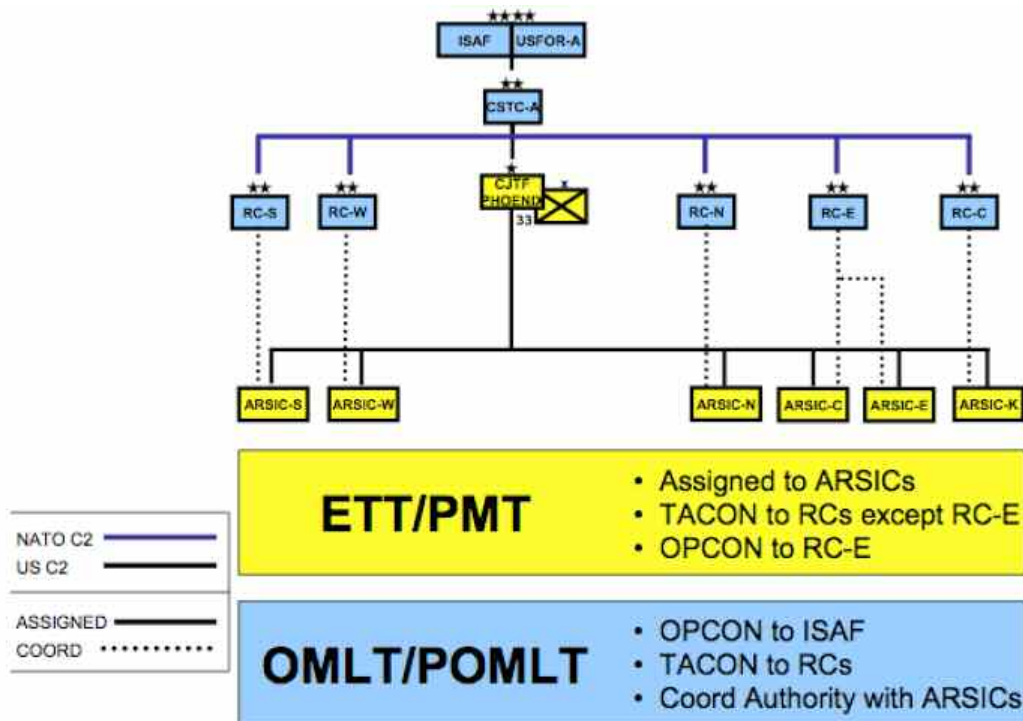 ISAF USFOR-A
CSTC-A
RC-S RC-W CJTF PHOENIX x RC-N RC-E RC-C
33
ARSIC-S ARSIC-W ARSIC-N ARSIC-C ARSIC-E ARSIC-K
ETT/PMT
• Assigned to ARSICs
• TACON to RCs except RC-E
• OPCON to RC-E
NATO C2
US C2
ASSIGNED
COORD
OMLT/POMLT
• OPCON to ISAF
• TACON to RCs
• Coord Authority with ARSICs